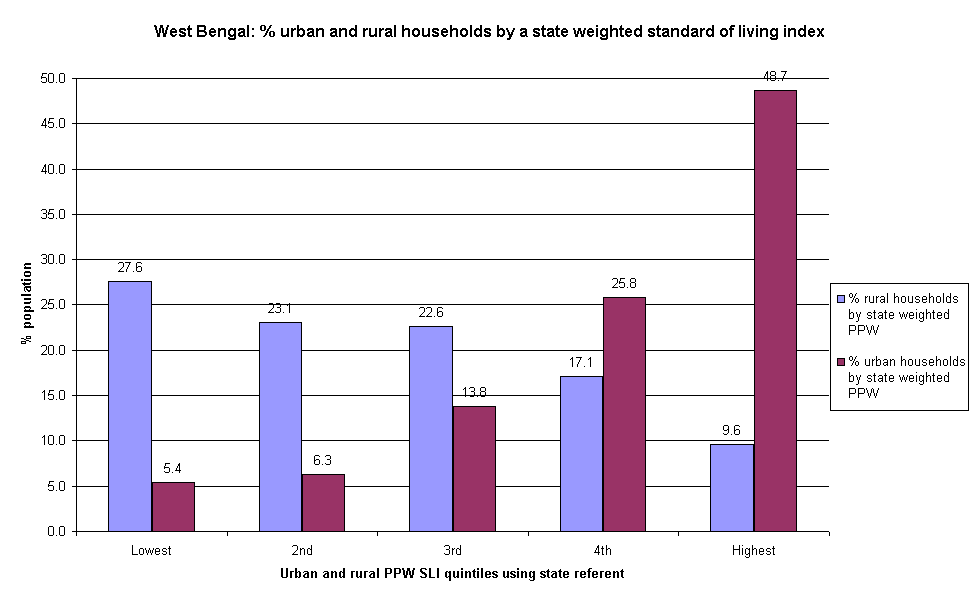 West Bengal: % urban and rural households by a state weighted standard of living index
% population
50.0
45.0
40.0
35.0
30.0
25.0
20.0
15.0
10.0
5.0
0.0
27.6
5.4
23.1
6.3
22.6
13.8
17.1
25.8
9.6
48.7
Lowest
2nd
3rd
4th
Highest
Urban and rural PPW SLI quintiles using state referent
% rural households
by state weighted
PPW
% urban households
by state weighted
PPW